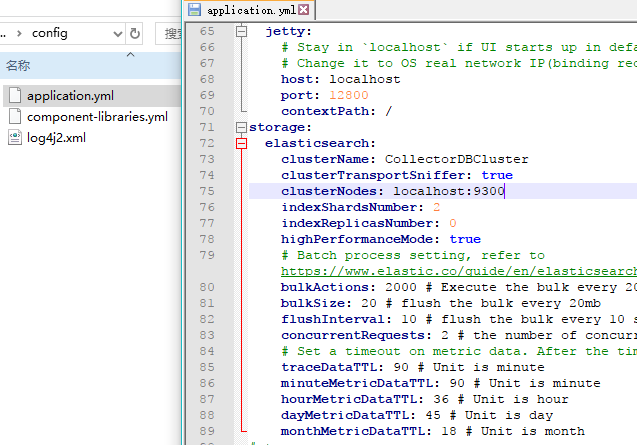 config
搜索
名称
application.yml
component-libraries.yml
log4j2.xml
application.yml
65 jetty:
66 # Stay in `localhost` if UI starts up in
67 # Change it to OS real network IP(binding
68 host: localhost
69 port: 12800
70 contextPath: /
71 storage:
72 elasticsearch:
73 clusterName: CollectorDBCluster
74 clusterTransportSniffer: true
75 clusterNodes: localhost:9300
76 indexShardsNumber: 2
77 indexReplicasNumber: 0
78 highPerformanceMode: true
79 # Batch process setting, refer to
https://www.elastic.co/guide/en/elasticsearch
80 bulkActions: 2000 # Execute the bulk every 200
81 bulkSize: 20 # flush the bulk every 20mb
82 flushInterval: 10 # flush the bulk every 10 s
83 concurrentRequests: 2 # the number of concurr
84 # Set a timeout on metric data. After the tim
85 traceDataTTL: 90 # Unit is minute
86 minuteMetricDataTTL: 90 # Unit is minute
87 hourMetricDataTTL: 36 # Unit is hour
88 dayMetricDataTTL: 45 # Unit is day
89 monthMetricDataTTL: 18 # Unit is month